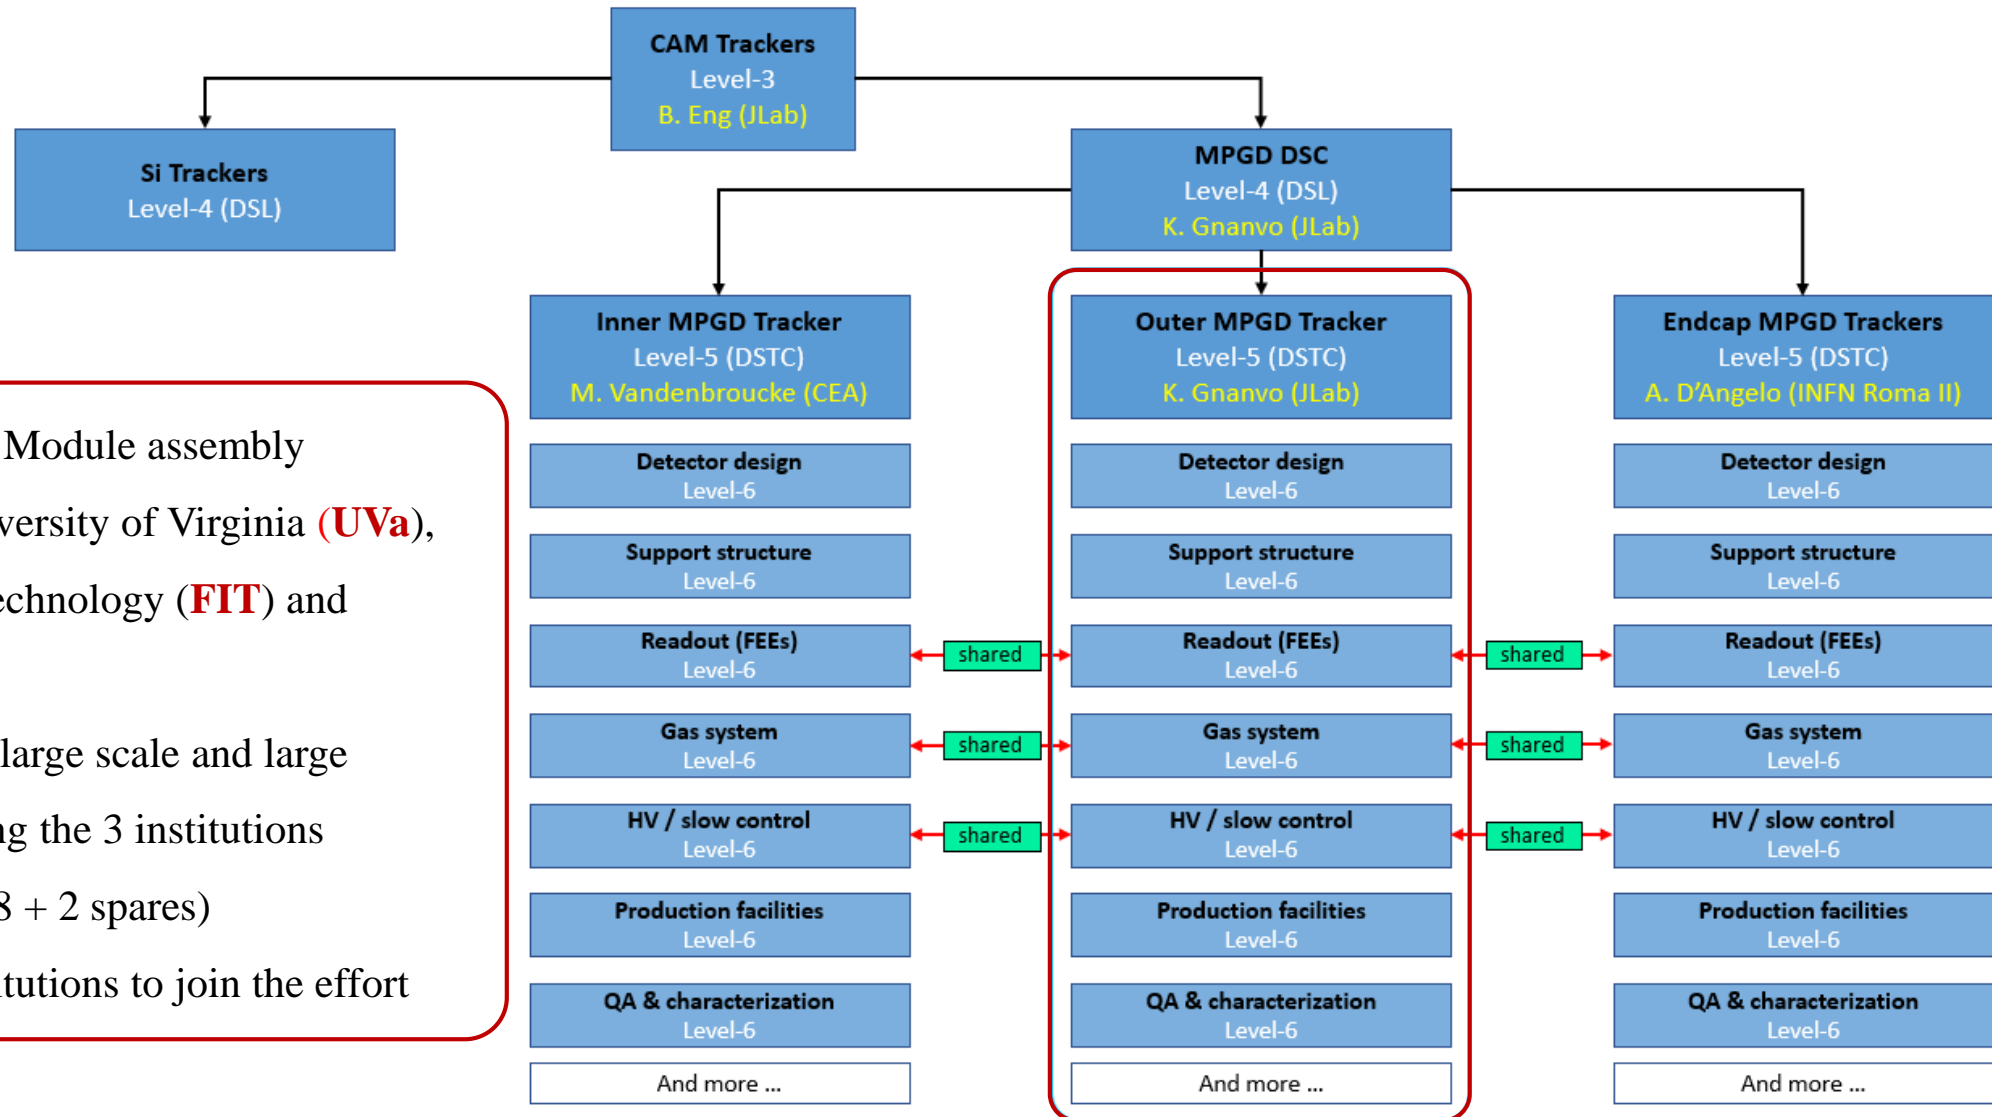 CAM Trackers
Level-3
B. Eng (JLab)
Si Trackers
Level-4 (DSL)
MPGD DSC
Level-4 (DSL)
K. Gnanvo (JLab)
Inner MPGD Tracker
Level-5 (DSTC)
M. Vandenbroucke (CEA)
Detector design
Level-6
Support structure
Level-6
Readout (FEEs)
Level-6
Gas system
Level-6
HV / slow control
Level-6
Production facilities
Level-6
QA & characterization
Level-6
And more ...
shared
shared
shared
Outer MPGD Tracker
Level-5 (DSTC)
K. Gnanvo (JLab)
Detector design
Level-6
Support structure
Level-6
Readout (FEEs)
Level-6
Gas system
Level-6
HV / slow control
Level-6
Production facilities
Level-6
QA & characterization
Level-6
And more ...
shared
shared
shared
Endcap MPGD Trackers
Level-5 (DSTC)
A. D’Angelo (INFN Roma II)
Detector design
Level-6
Support structure
Level-6
Readout (FEEs)
Level-6
Gas system
Level-6
HV / slow control
Level-6
Production facilities
Level-6
QA & characterization
Level-6
And more ...
Module assembly
versity of Virginia (UVa),
echnology (FIT) and
large scale and large
ng the 3 institutions
8 + 2 spares)
itutions to join the effort